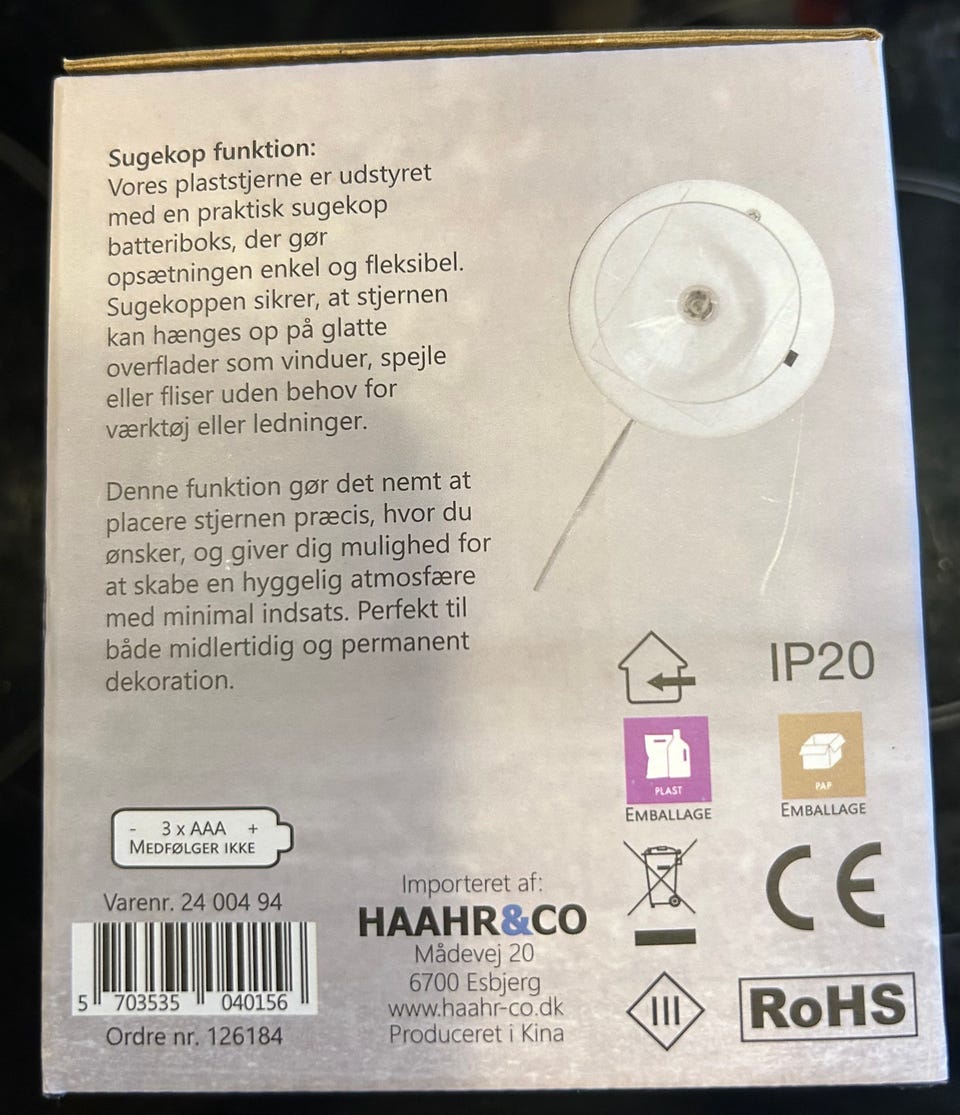 Sugekop funktion:
Vores plaststjerne er udstyret
med en praktisk sugekop
batteriboks, der gør
opsætningen enkel og fleksibel.
Sugekoppen sikrer, at stjernen
kan hænges op på glatte
overflader som vinduer, spejle
eller fliser uden behov for
værktøj eller ledninger.
Denne funktion gør det nemt at
placere stjernen præcis, hvor du
ønsker, og giver dig mulighed for
at skabe en hyggelig atmosfære
med minimal indsats. Perfekt til
både midlertidig og permanent
dekoration.
IP20
PLAST
EMBALLAGE
PAP
EMBALLAGE
- 3 x AAA +
MEDFØLGER IKKE
Varenr. 24 004 94
5 703535 040156
Ordre nr. 126184
Importeret af:
HAAHR&CO
Mådevej 20
6700 Esbjerg
www.haahr-co.dk
Produceret i Kina
CE
III
RoHS